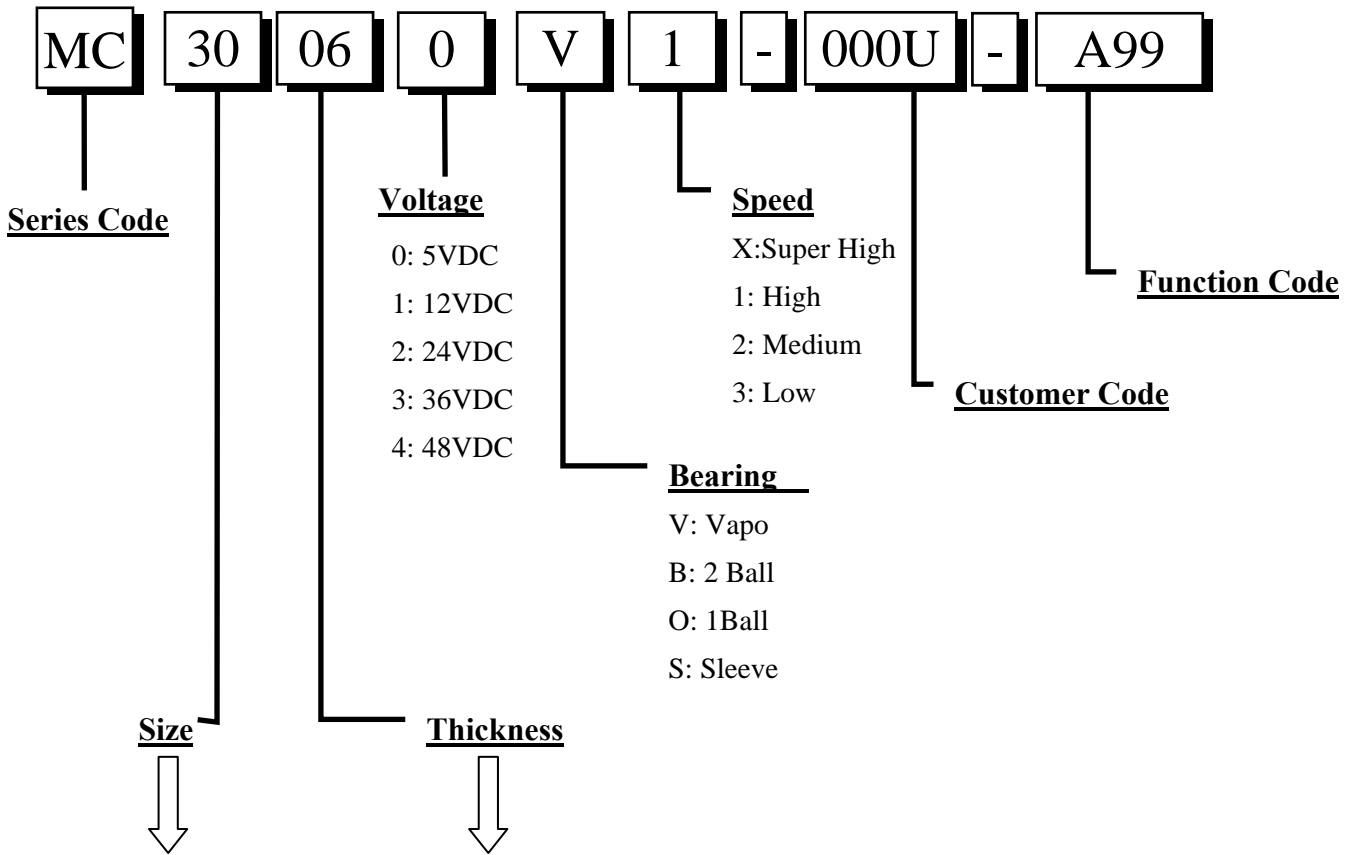 MC 30 06 0 V 1 - 000U - A99
Series Code
Voltage
0: 5VDC
1: 12VDC
2: 24VDC
3: 36VDC
4: 48VDC
Speed
X:Super High
1: High
2: Medium
3: Low
Function Code
Customer Code
Bearing
V: Vapo
B: 2 Ball
O: 1Ball
S: Sleeve
Size
Thickness